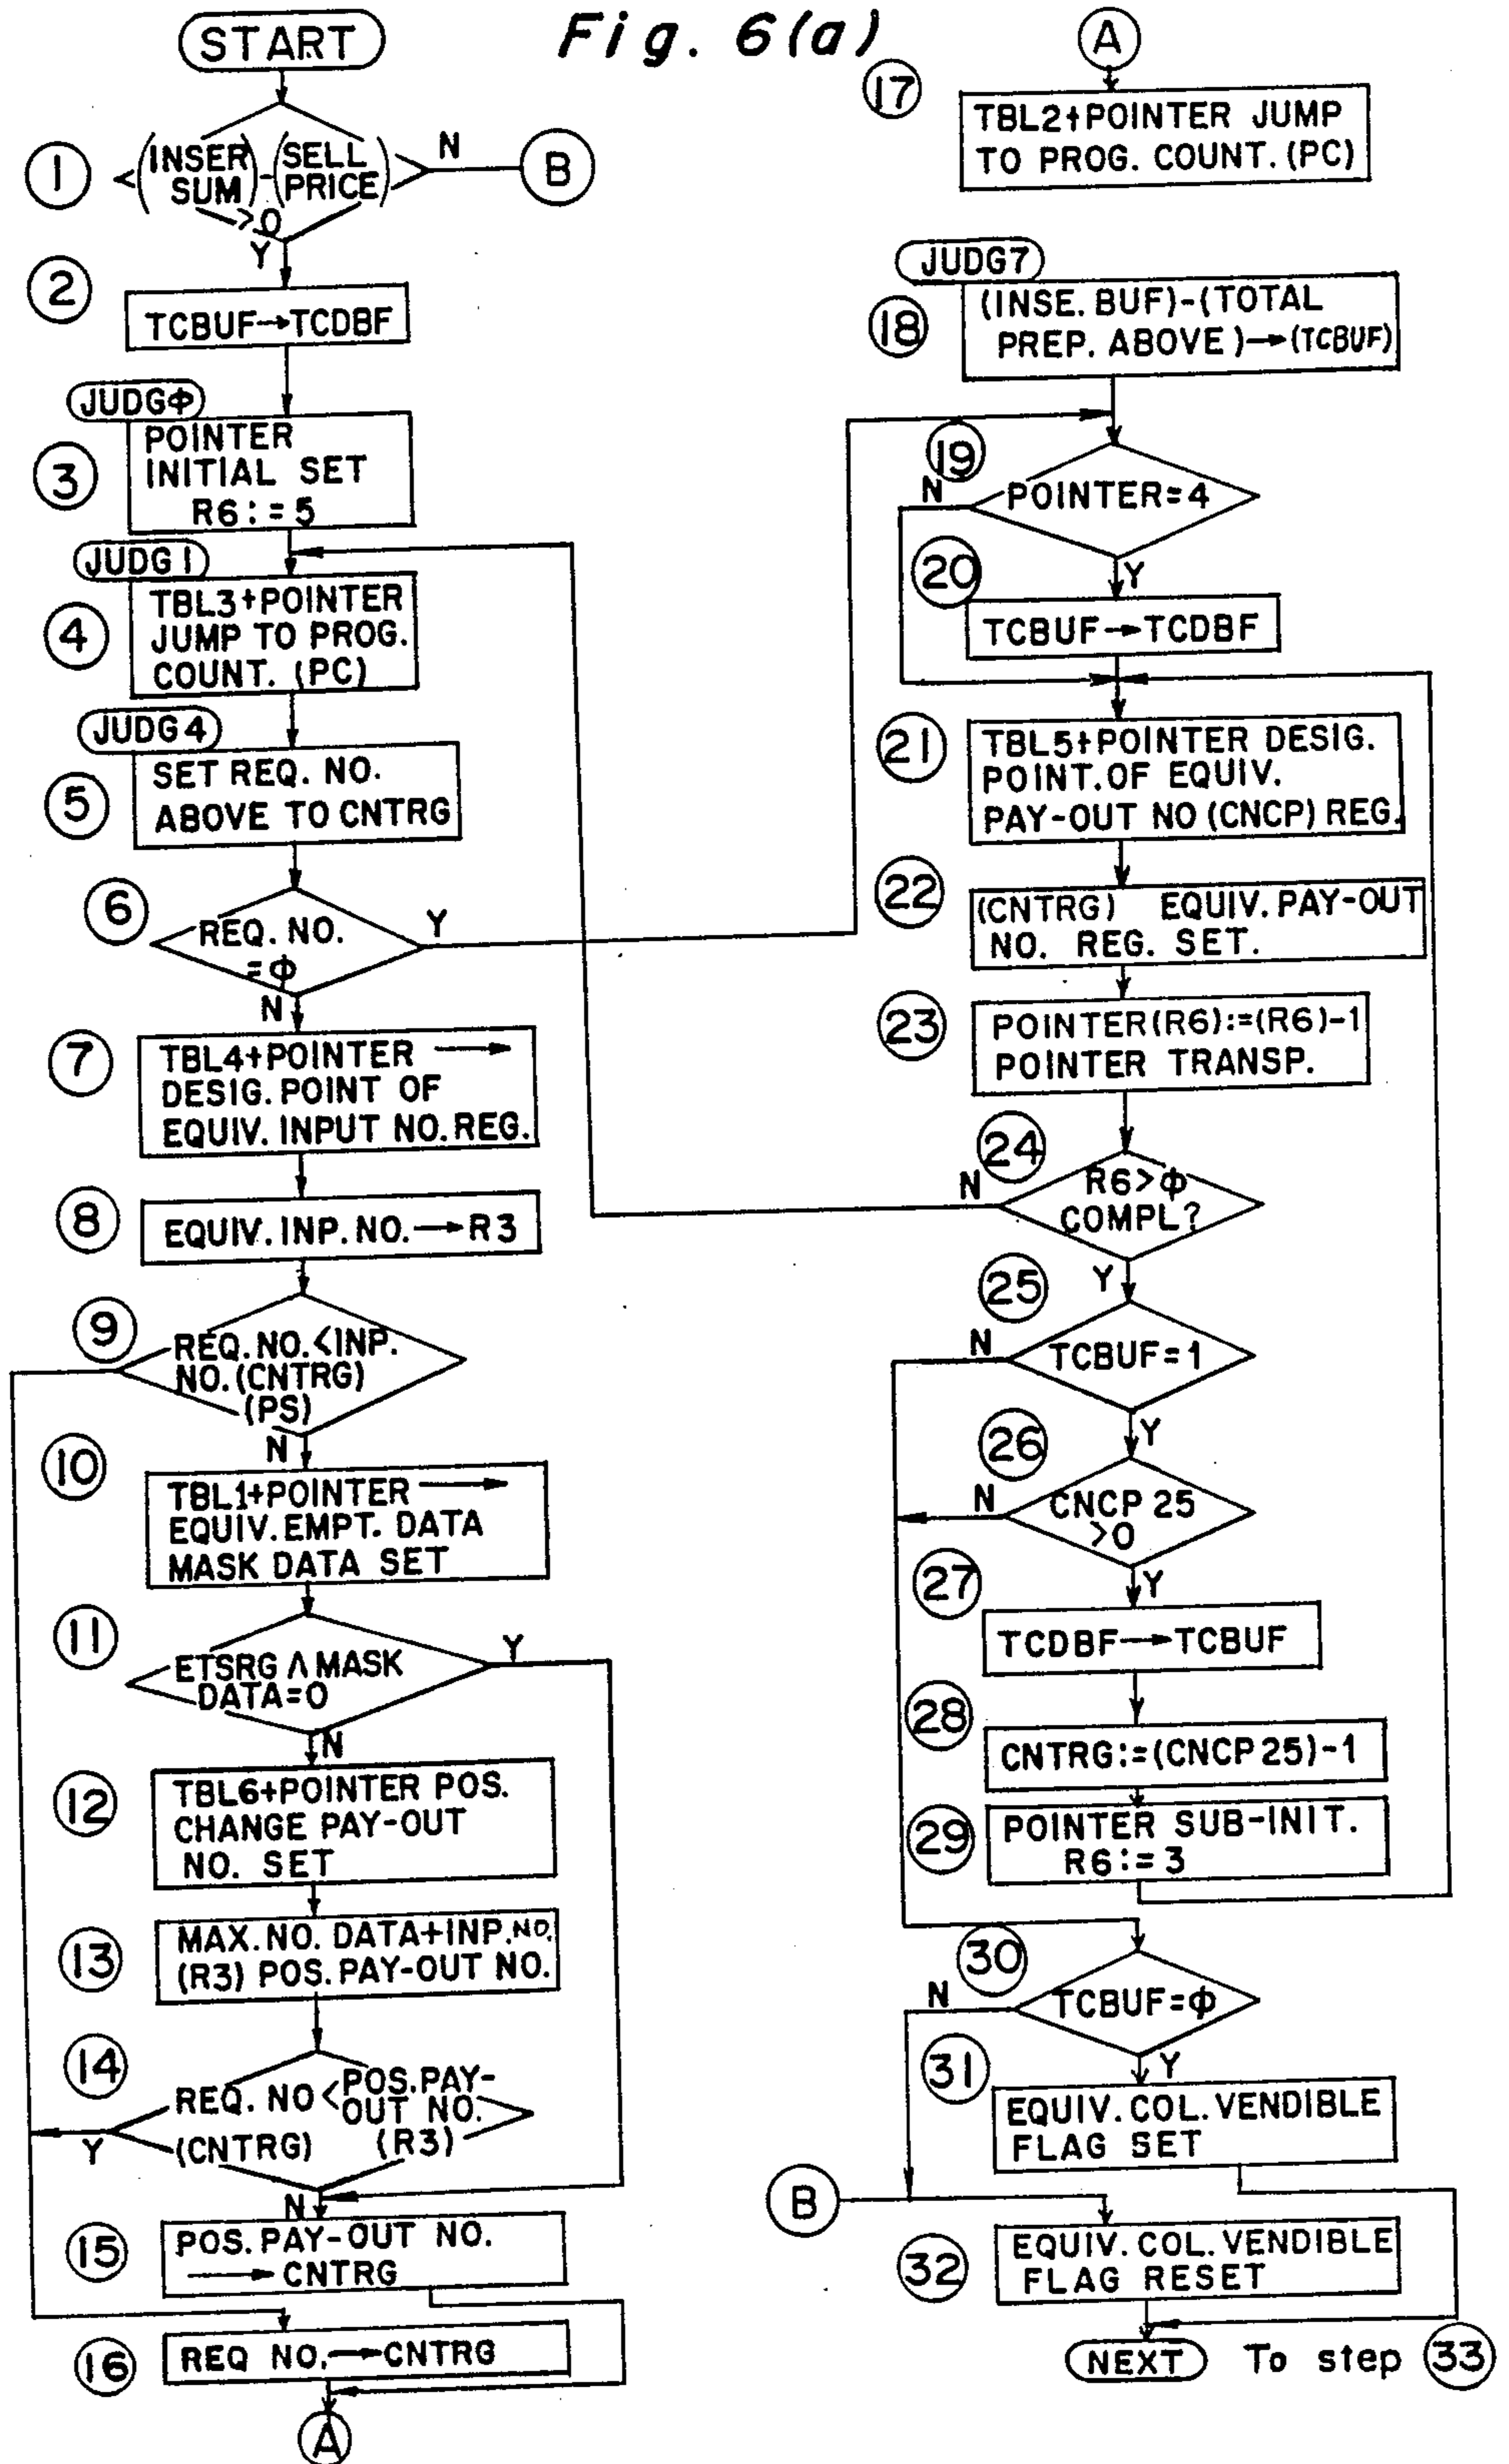 Fig. 6(a)
START
1
(INSER SUM)-(SELL PRICE)
>0
N
B
Y
2
TCBUF→TCDBF
JUDGΦ
3
POINTER
INITIAL SET
R6:=5
JUDG1
4
TBL3+POINTER
JUMP TO PROG.
COUNT. (PC)
JUDG4
5
SET REQ. NO.
ABOVE TO CNTRG
6
REQ. NO.
=Φ
Y
N
7
TBL4+POINTER →
DESIG. POINT OF
EQUIV. INPUT NO. REG.
8
EQUIV. INP. NO. → R3
9
REQ. NO. <INP.
NO. (CNTRG)
(PS)
N
10
TBL1+POINTER →
EQUIV. EMPT. DATA
MASK DATA SET
11
ETSRG Λ MASK
DATA=0
Y
N
12
TBL6+POINTER POS.
CHANGE PAY-OUT
NO. SET
13
MAX. NO. DATA+INP. NO.
(R3) POS. PAY-OUT NO.
14
REQ. NO < POS. PAY-
OUT NO.
(CNTRG) (R3)
Y
N
15
POS. PAY-OUT NO.
→ CNTRG
16
REQ NO. → CNTRG
A
A
17
TBL2+POINTER JUMP
TO PROG. COUNT. (PC)
JUDG7
18
(INSE. BUF)-(TOTAL
PREP. ABOVE)→(TCBUF)
19
N
POINTER=4
20
Y
TCBUF→TCDBF
21
TBL5+POINTER DESIG.
POINT. OF EQUIV.
PAY-OUT NO (CNCP) REG.
22
(CNTRG) EQUIV. PAY-OUT
NO. REG. SET.
23
POINTER(R6):=(R6)-1
POINTER TRANSP.
24
N
R6>Φ
COMPL?
Y
25
N
TCBUF=1
Y
26
N
CNCP 25
>0
Y
27
TCDBF→TCBUF
28
CNTRG:=(CNCP 25)-1
29
POINTER SUB-INIT.
R6:=3
30
N
TCBUF=Φ
Y
31
EQUIV. COL. VENDIBLE
FLAG SET
B
32
EQUIV. COL. VENDIBLE
FLAG RESET
NEXT To step 33